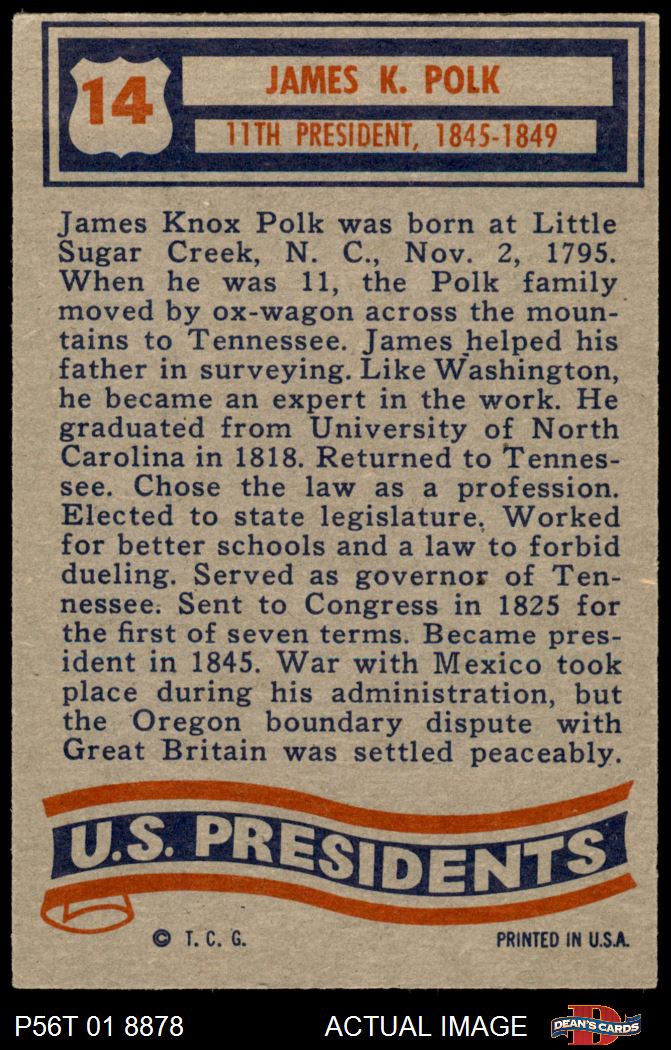 14
JAMES K. POLK
11TH PRESIDENT, 1845-1849
James Knox Polk was born at Little
Sugar Creek, N. C., Nov. 2, 1795.
When he was 11, the Polk family
moved by ox-wagon across the moun-
tains to Tennessee. James helped his
father in surveying. Like Washington,
he became an expert in the work. He
graduated from University of North
Carolina in 1818. Returned to Tennes-
see. Chose the law as a profession.
Elected to state legislature. Worked
for better schools and a law to forbid
dueling. Served as governor of Ten-
nessee. Sent to Congress in 1825 for
the first of seven terms. Became pres-
ident in 1845. War with Mexico took
place during his administration, but
the Oregon boundary dispute with
Great Britain was settled peaceably.
U.S. PRESIDENTS
© T. C. G.
PRINTED IN U.S.A.
P56T 01 8878
ACTUAL IMAGE
D
DEAN'S CARDS